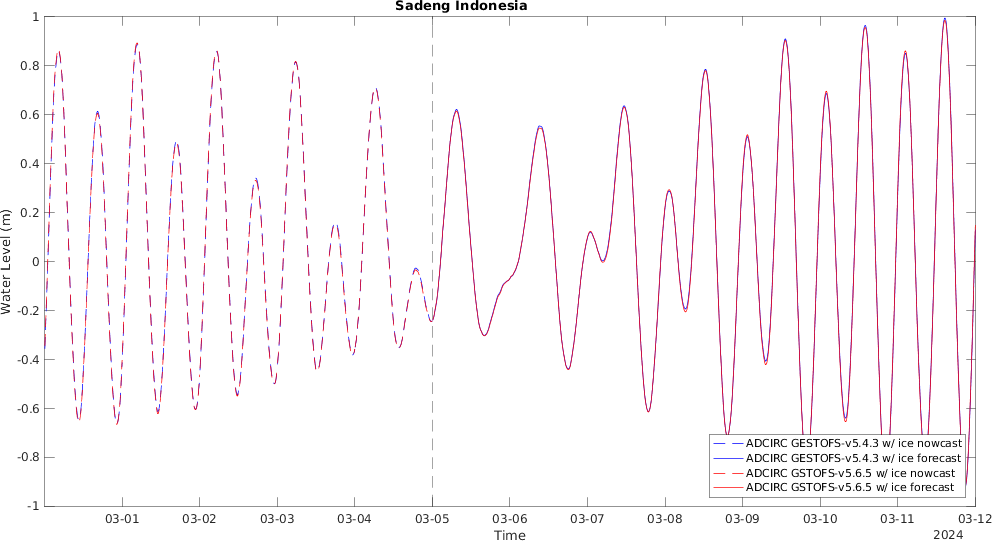 Sadeng Indonesia
1
0.8
0.6
0.4
0.2
0
-0.2
-0.4
-0.6
-0.8
-1
Water Level (m)
ADCIRC GESTOFS-v5.4.3 w/ ice nowcast
ADCIRC GESTOFS-v5.4.3 w/ ice forecast
ADCIRC GSTOFS-v5.6.5 w/ ice nowcast
ADCIRC GSTOFS-v5.6.5 w/ ice forecast
03-01 03-02 03-03 03-04 03-05 03-06 03-07 03-08 03-09 03-10 03-11 03-12
Time
2024